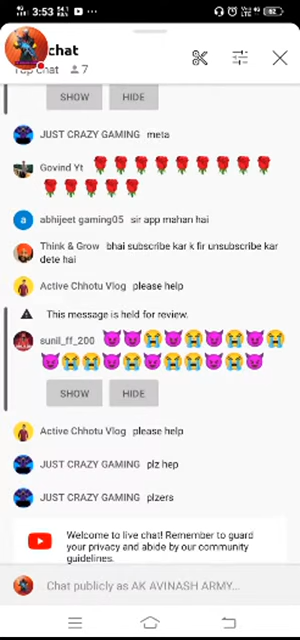 3:53
chat
chat 7
SHOW HIDE
JUST CRAZY GAMING meta
Govind Yt
a abhijeet gaming05 sir app mahan hai
Think & Grow bhai subscribe kar k fir unsubscribe kar
dete hai
Active Chhotu Vlog please help
This message is held for review.
sunil_ff_200
SHOW HIDE
Active Chhotu Vlog please help
JUST CRAZY GAMING plz hep
JUST CRAZY GAMING plzers
Welcome to live chat! Remember to guard
your privacy and abide by our community
guidelines.
Chat publicly as AK AVINASH ARMY...